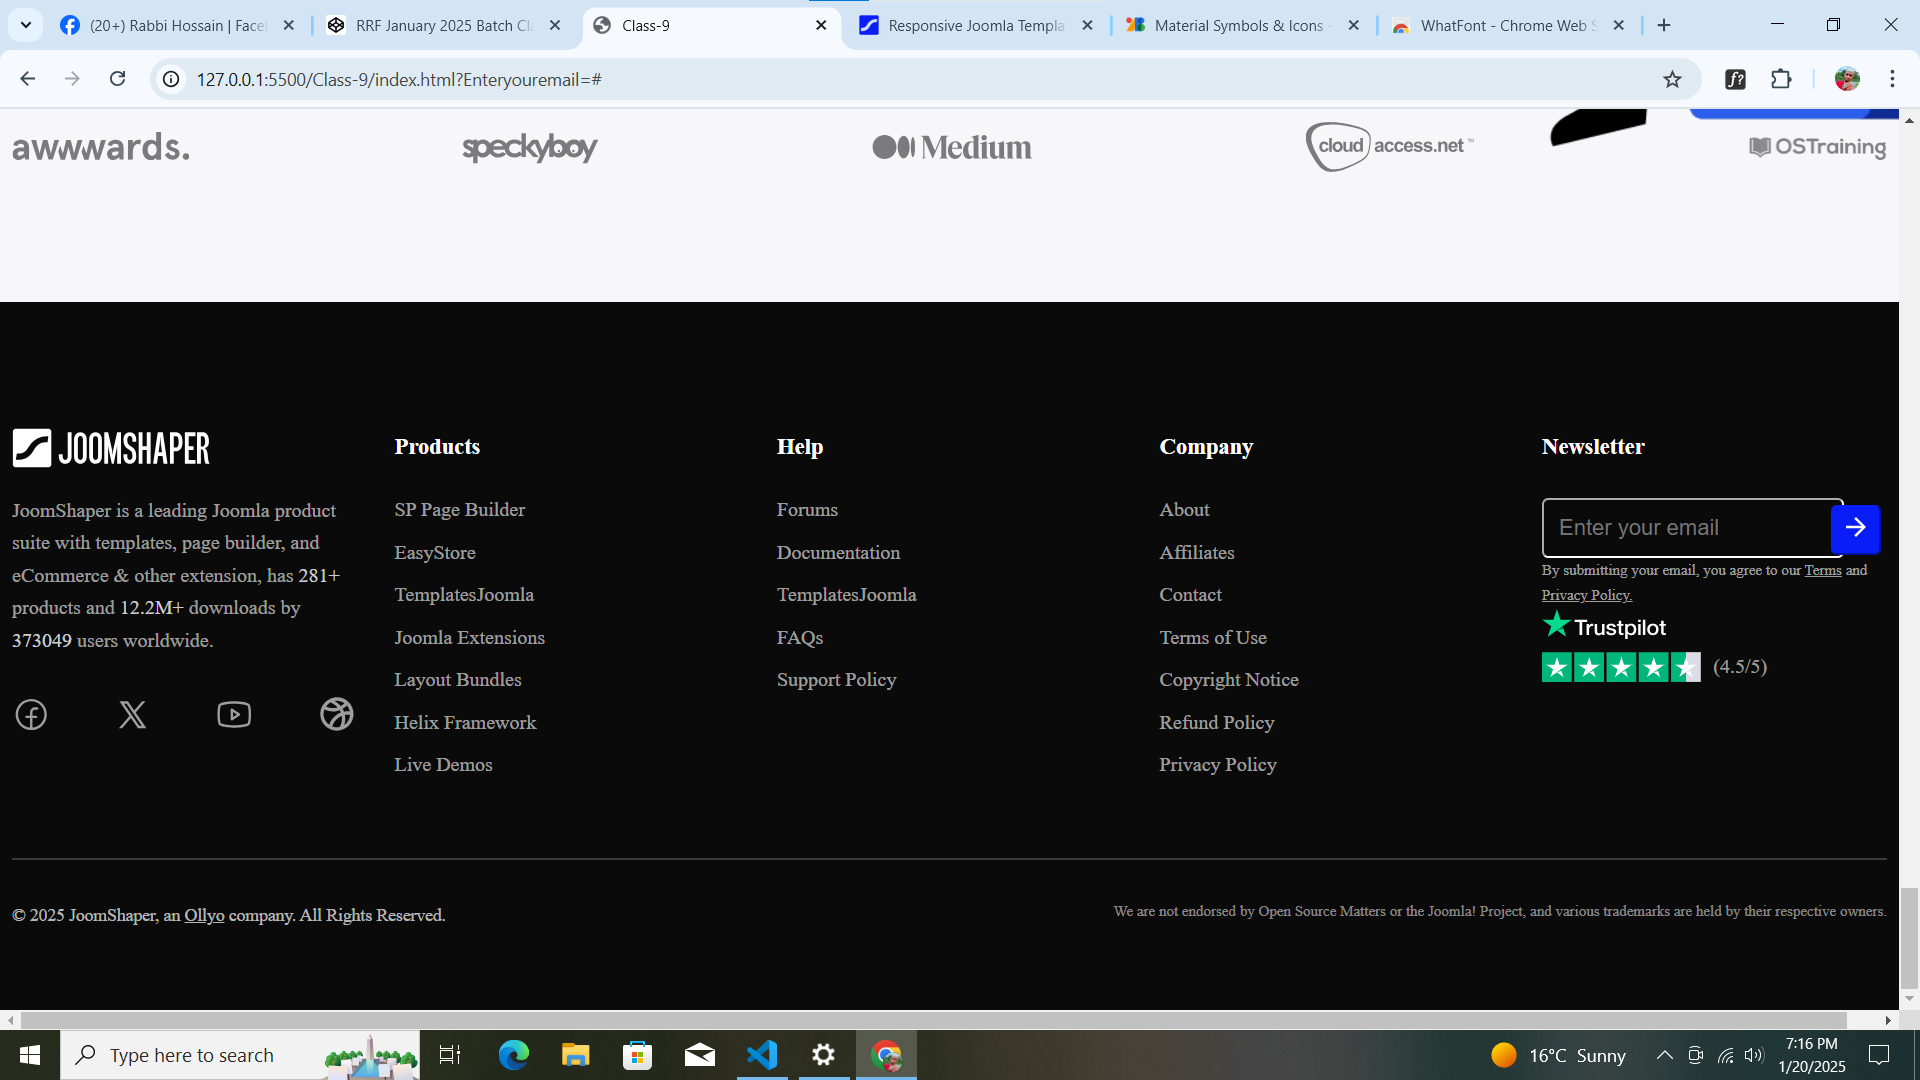 (20+) Rabbi Hossain | Face
RRF January 2025 Batch Cl
Class-9
Responsive Joomla Templa
Material Symbols & Icons -
WhatFont - Chrome Web S
127.0.0.1:5500/Class-9/index.html?Enteryouremail=#
f?
awwwards.
speckyboy
Medium
cloud access.net ™
OSTraining
JOOMSHAPER
JoomShaper is a leading Joomla product
suite with templates, page builder, and
eCommerce & other extension, has 281+
products and 12.2M+ downloads by
373049 users worldwide.
Products
SP Page Builder
EasyStore
TemplatesJoomla
Joomla Extensions
Layout Bundles
Helix Framework
Live Demos
Help
Forums
Documentation
TemplatesJoomla
FAQs
Support Policy
Company
About
Affiliates
Contact
Terms of Use
Copyright Notice
Refund Policy
Privacy Policy
Newsletter
Enter your email
By submitting your email, you agree to our Terms and
Privacy Policy.
Trustpilot
(4.5/5)
© 2025 JoomShaper, an Ollyo company. All Rights Reserved.
We are not endorsed by Open Source Matters or the Joomla! Project, and various trademarks are held by their respective owners.
Type here to search
16°C Sunny
7:16 PM
1/20/2025